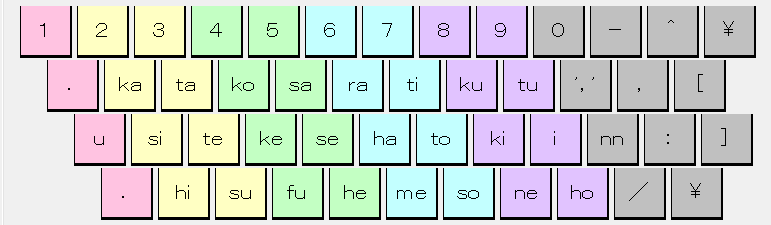 1 2 3 4 5 6 7 8 9 0 － ＾ ￥
. ka ta ko sa ra ti ku tu ',' , [
u si te ke se ha to ki i nn : ]
. hi su fu he me so ne ho ／ ￥